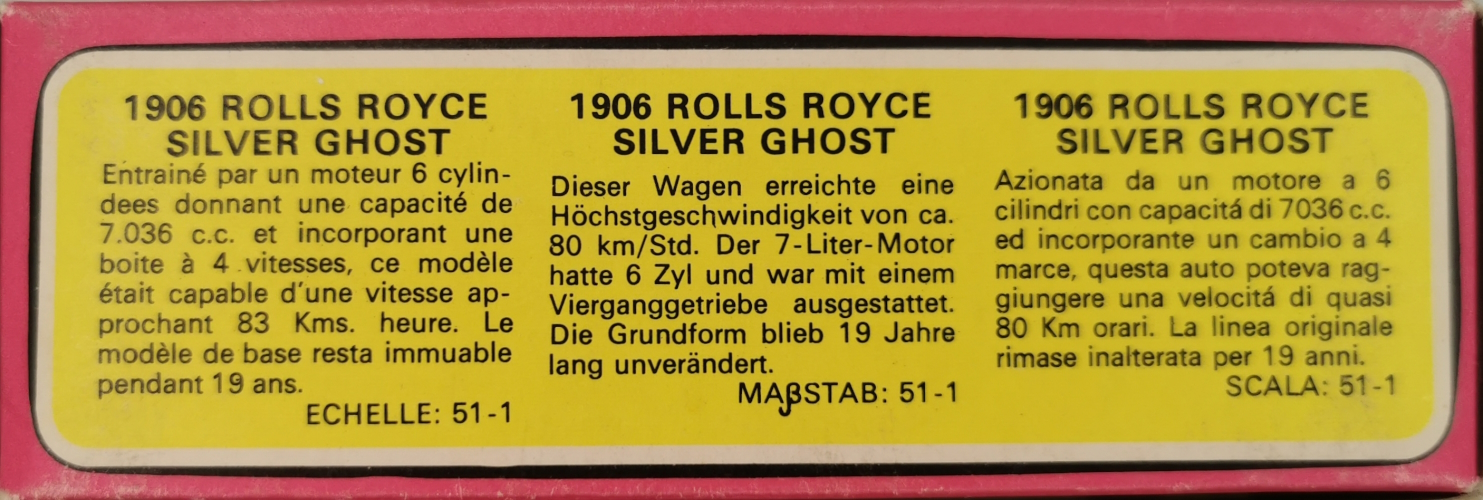 1906 ROLLS ROYCE
SILVER GHOST
Entrainé par un moteur 6 cylin-
dees donnant une capacité de
7.036 c.c. et incorporant une
boite à 4 vitesses, ce modèle
était capable d'une vitesse ap-
prochant 83 Kms. heure. Le
modèle de base resta immuable
pendant 19 ans.
ECHELLE: 51-1
1906 ROLLS ROYCE
SILVER GHOST
Dieser Wagen erreichte eine
Höchstgeschwindigkeit von ca.
80 km/Std. Der 7-Liter-Motor
hatte 6 Zyl und war mit einem
Vierganggetriebe ausgestattet.
Die Grundform blieb 19 Jahre
lang unverändert.
MAßSTAB: 51-1
1906 ROLLS ROYCE
SILVER GHOST
Azionata da un motore a 6
cilindri con capacitá di 7036 c.c.
ed incorporante un cambio a 4
marce, questa auto poteva rag-
giungere una velocitá di quasi
80 Km orari. La linea originale
rimase inalterata per 19 anni.
SCALA: 51-1